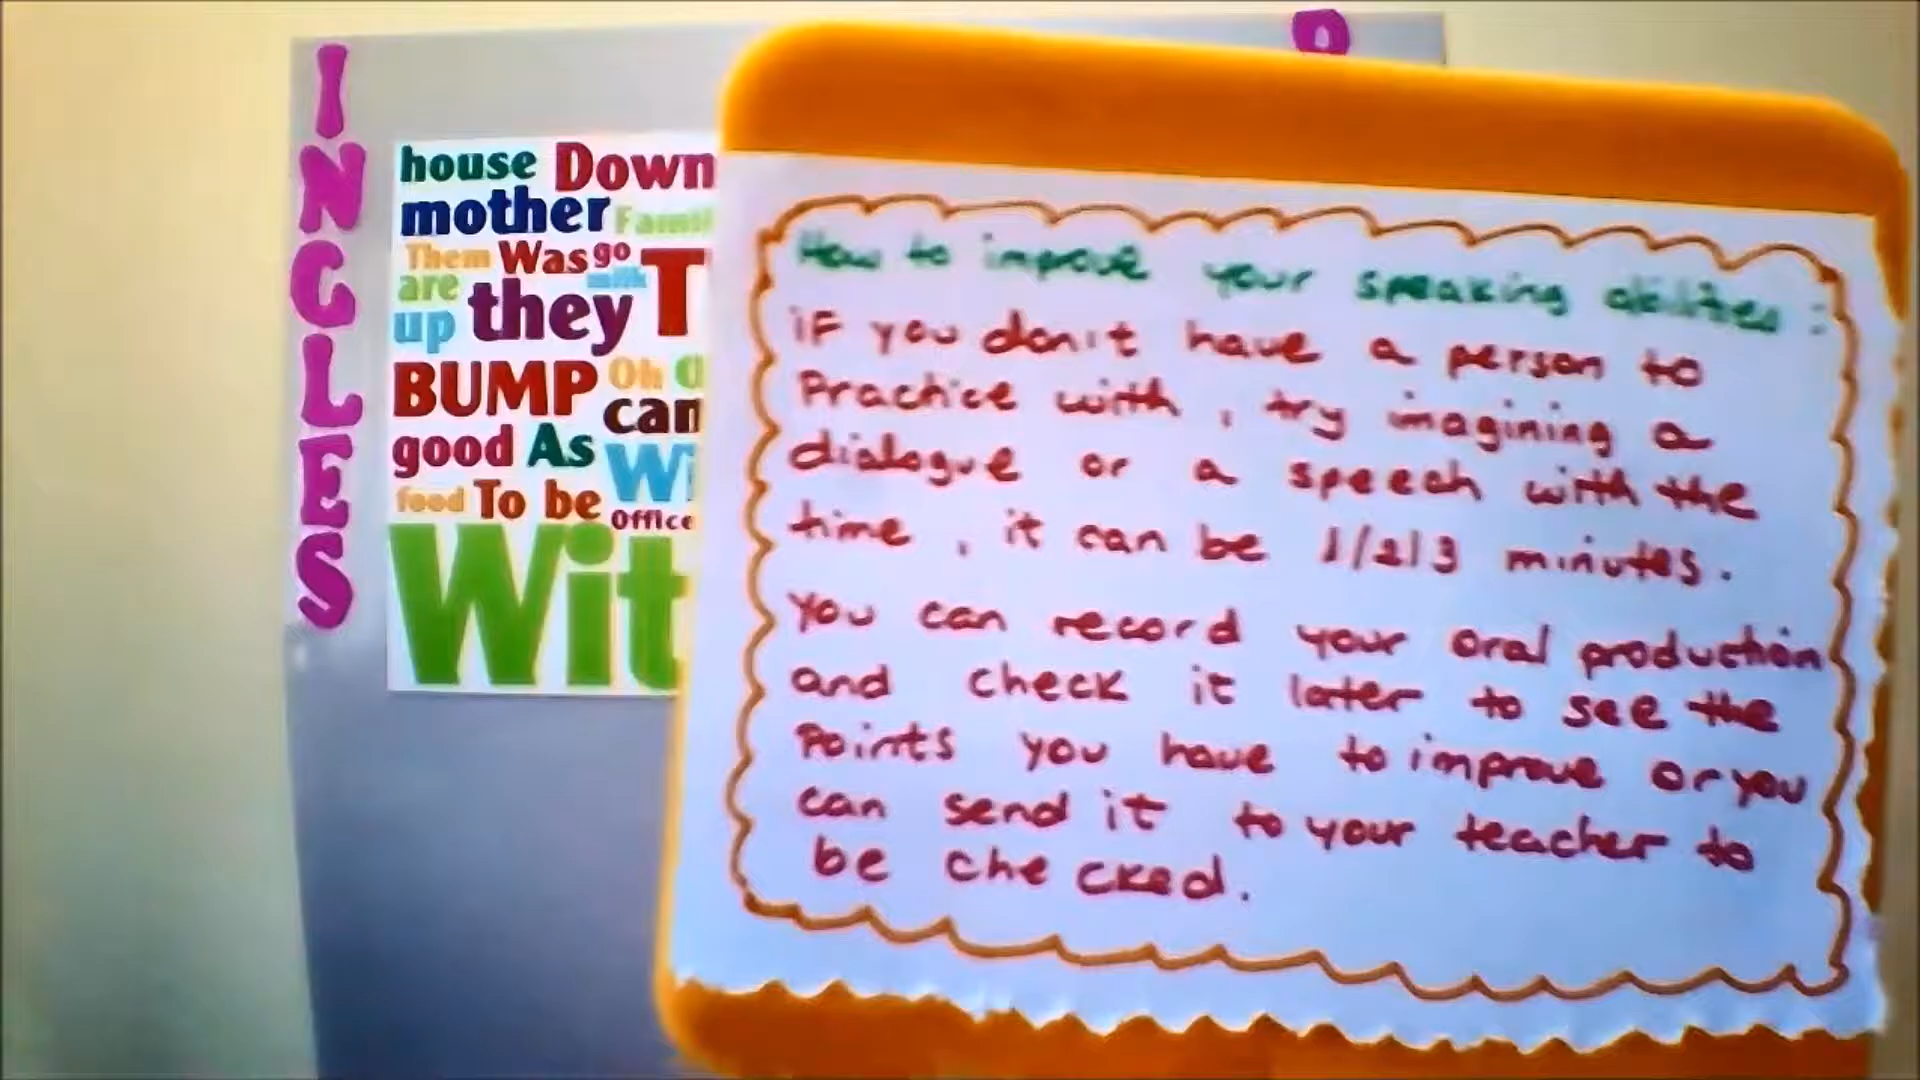 INGLES
house Down
mother Famil
Them Was go
are milk
up they T
BUMP Oh
good As can
food To be Wi
Office
Wit
How to improve your speaking abilities:
iF you don't have a person to
Practice with, try imagining a
dialogue or a speech with the
time, it can be 1/2/3 minutes.
You can record your oral production
and check it later to see the
Points you have to improve or you
can send it to your teacher to
be checked.